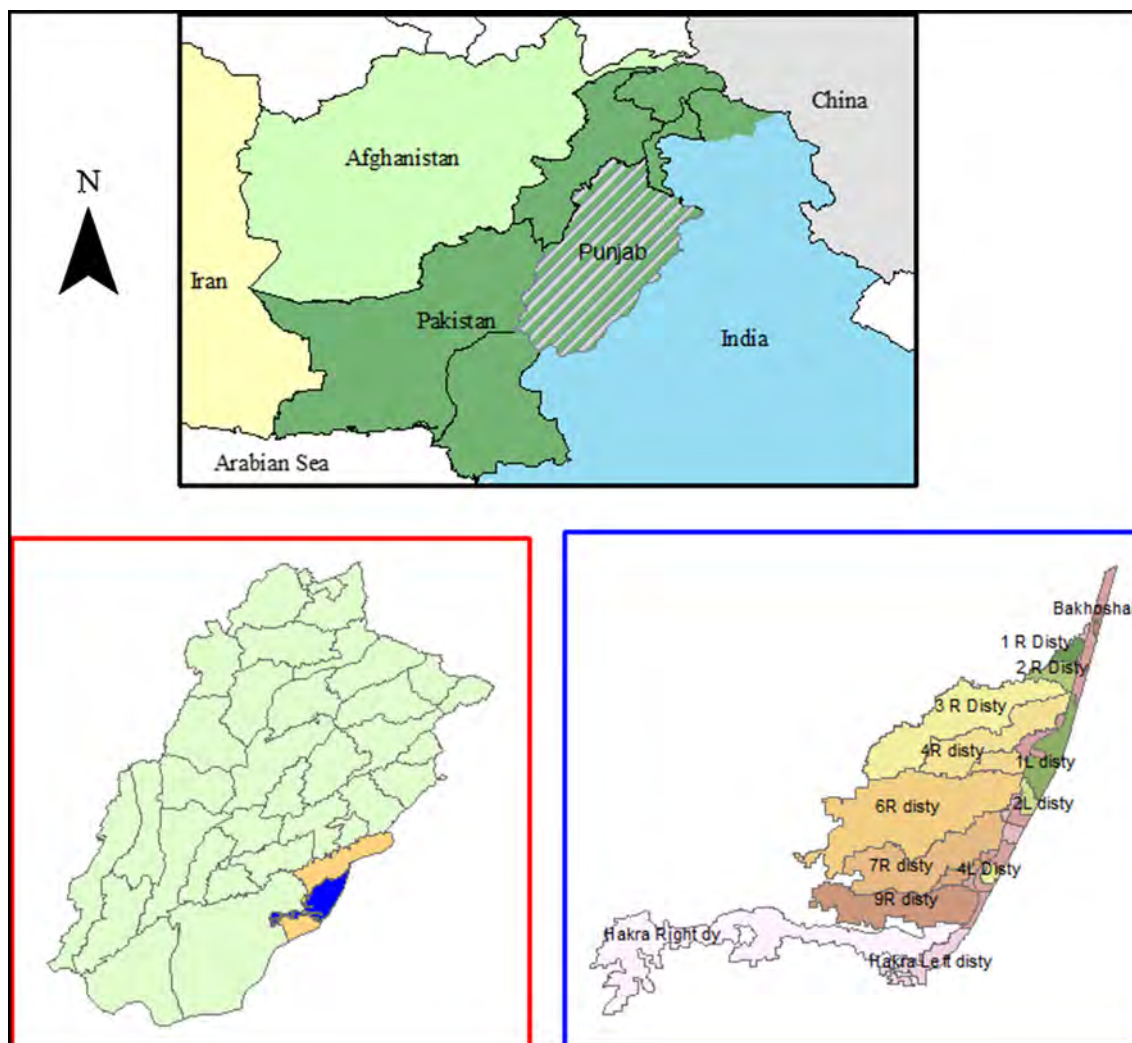 China
Afghanistan
N
Punjab
Iran
Pakistan
India
Arabian Sea
Bakhosha
1 R Disty
2 R Disty
3 R Disty
4R disty
1L disty
6R disty
2L disty
7R disty
4L Disty
9R disty
Hakra Right dy
Hakra Left disty